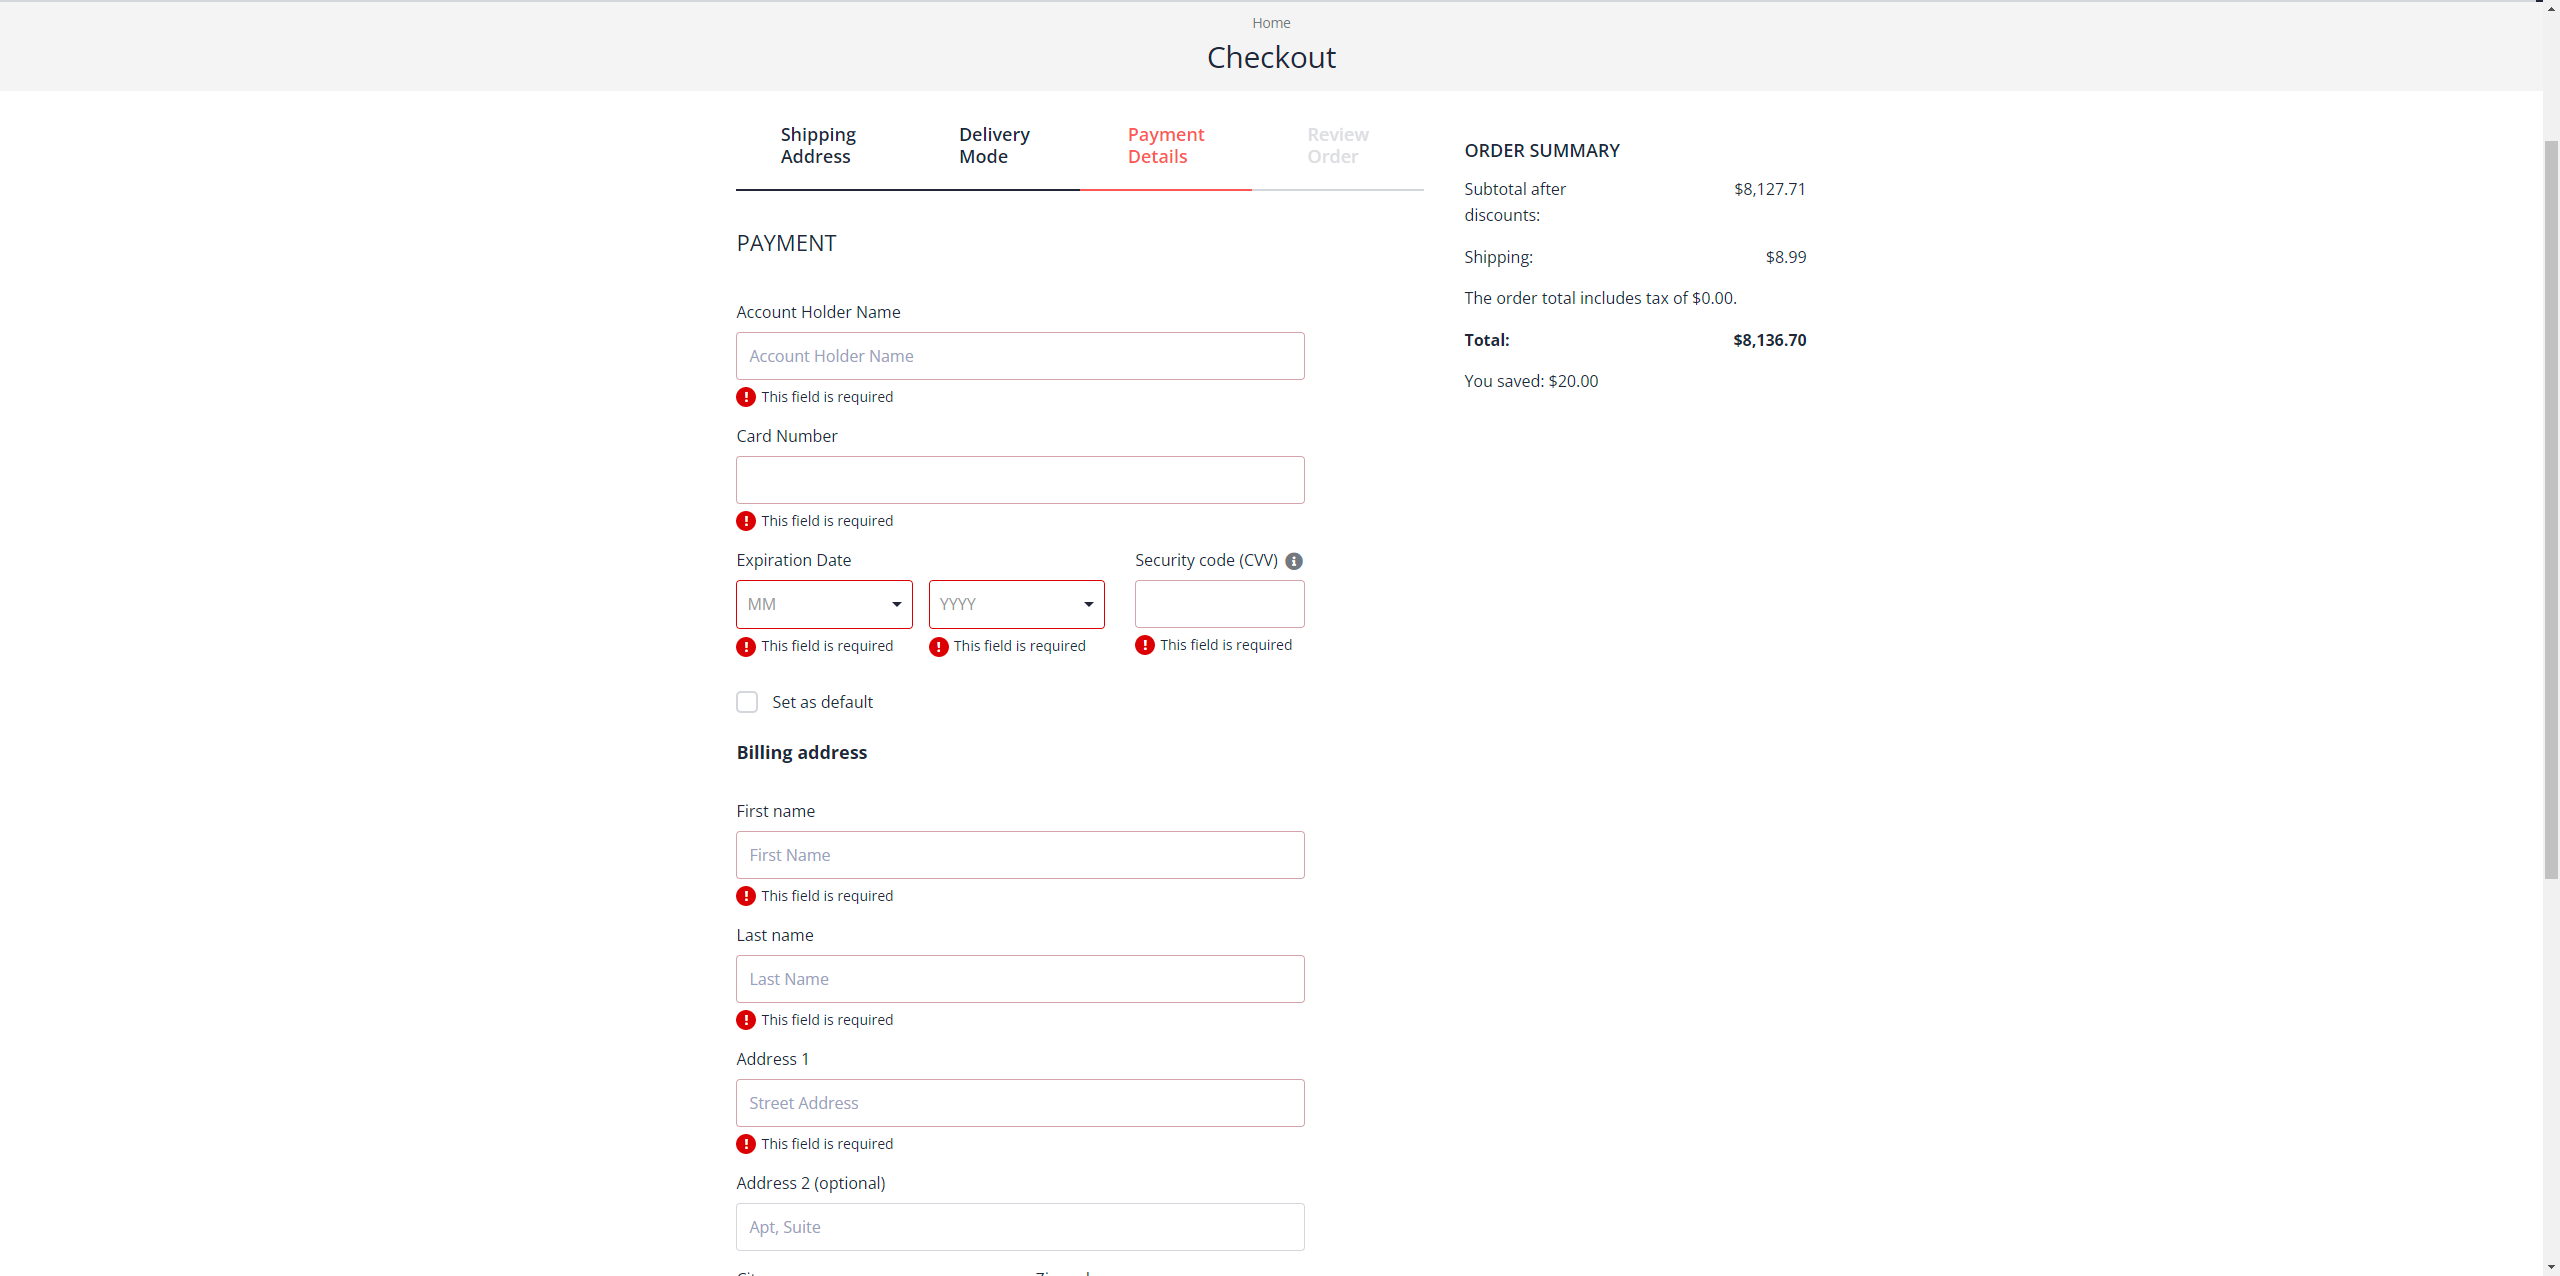 Home
Checkout
Shipping
Address
Delivery
Mode
Payment
Details
Review
Order
PAYMENT
Account Holder Name
Account Holder Name
This field is required
Card Number
This field is required
Expiration Date
Security code (CVV)
MM
YYYY
This field is required
This field is required
This field is required
Set as default
Billing address
First name
First Name
This field is required
Last name
Last Name
This field is required
Address 1
Street Address
This field is required
Address 2 (optional)
Apt, Suite
ORDER SUMMARY
Subtotal after
discounts:
$8,127.71
Shipping:
$8.99
The order total includes tax of $0.00.
Total:
$8,136.70
You saved: $20.00